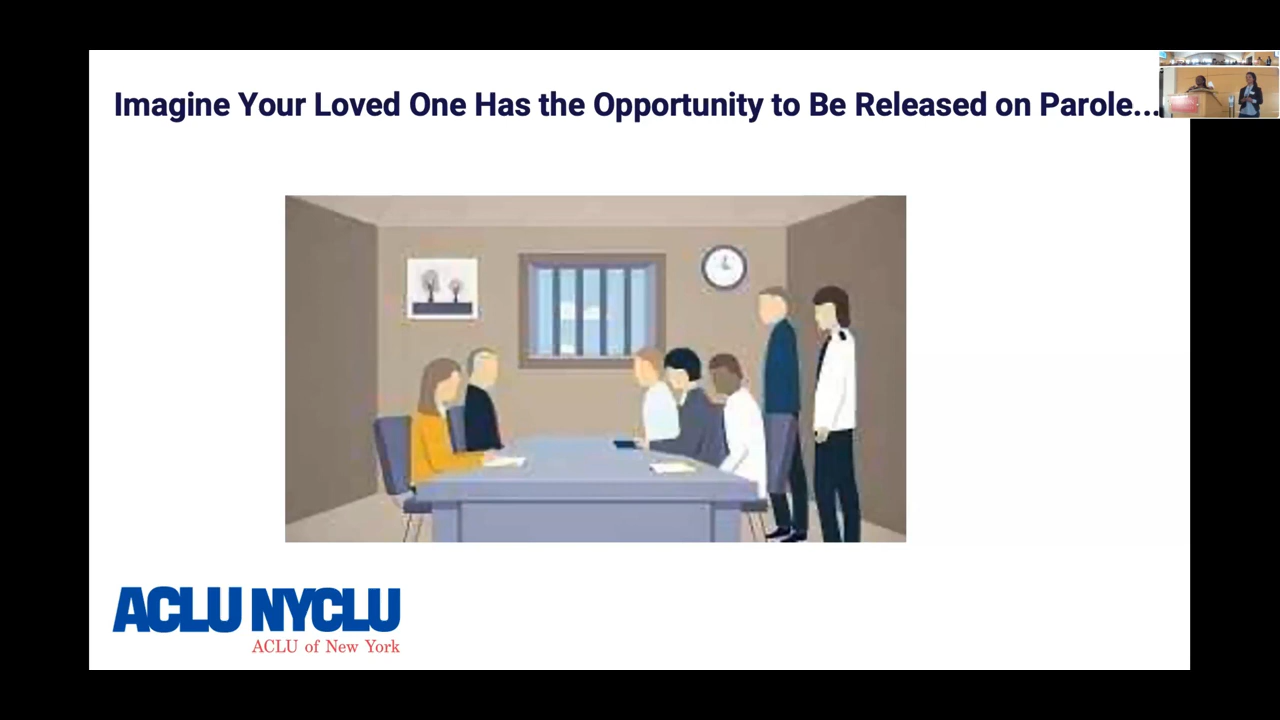 Imagine Your Loved One Has the Opportunity to Be Released on Parole...
ACLU NYCLU
ACLU of New York